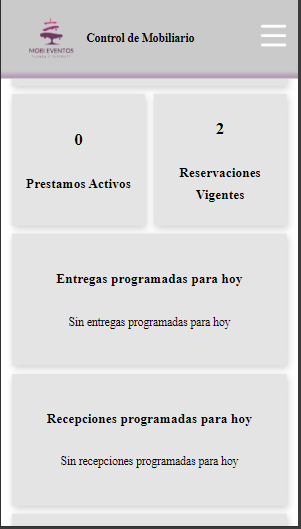 Control de Mobiliario
MOBI EVENTOS
0
Prestamos Activos
2
Reservaciones
Vigentes
Entregas programadas para hoy
Sin entregas programadas para hoy
Recepciones programadas para hoy
Sin recepciones programadas para hoy